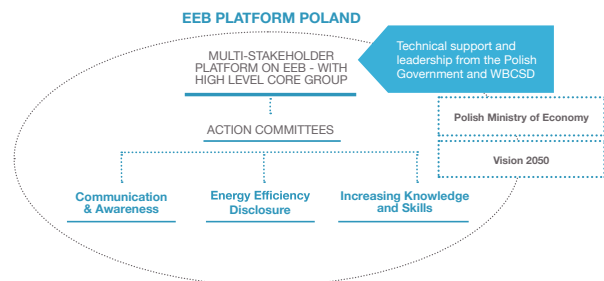 EEB PLATFORM POLAND
MULTI-STAKEHOLDER
PLATFORM ON EEB - WITH
HIGH LEVEL CORE GROUP
Technical support and
leadership from the Polish
Government and WBCSD
Polish Ministry of Economy
Vision 2050
ACTION COMMITTEES
Communication
& Awareness
Energy Efficiency
Disclosure
Increasing Knowledge
and Skills